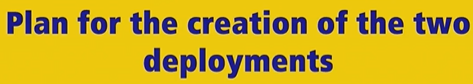 Plan for the creation of the two
deployments